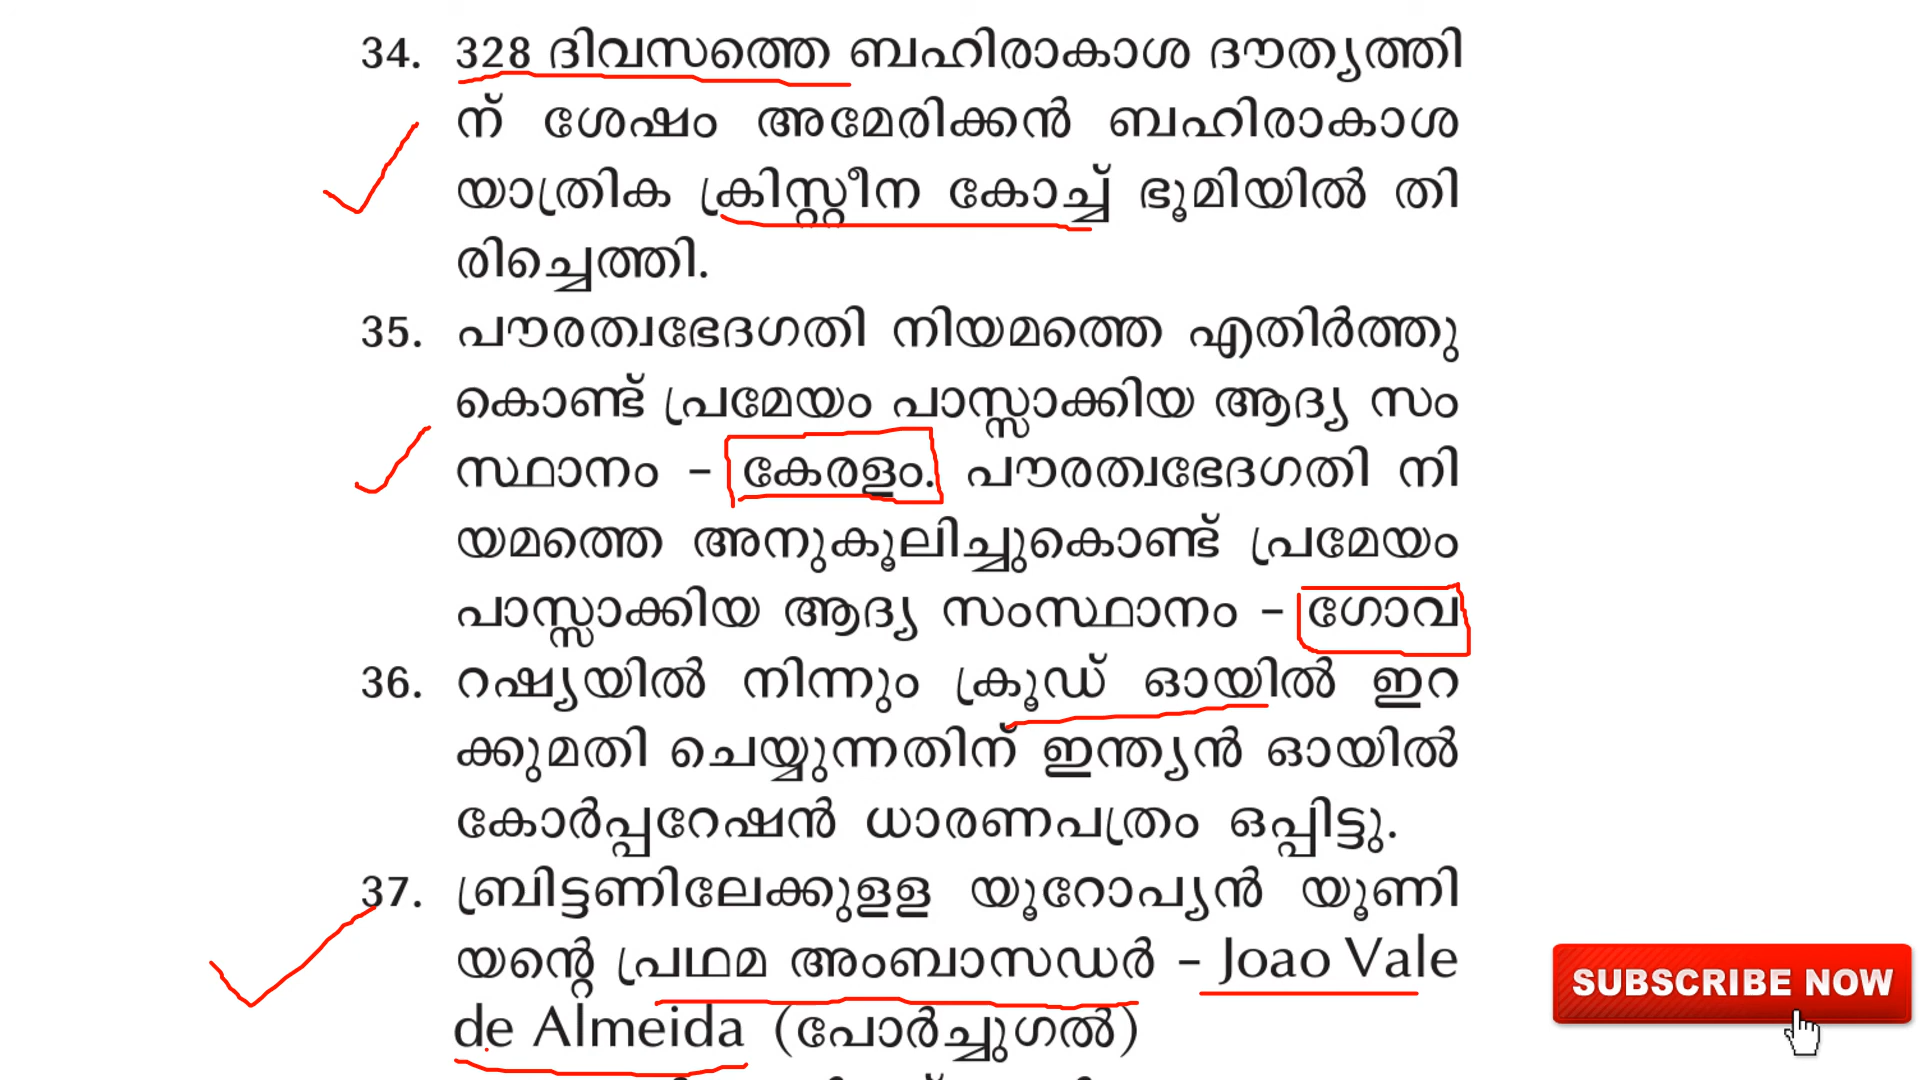 34. 328 ദിവസത്തെ ബഹിരാകാശ ദൗത്യത്തി
ന് ശേഷം അമേരിക്കൻ ബഹിരാകാശ
യാത്രിക ക്രിസ്റ്റീന കോച്ച് ഭൂമിയിൽ തി
രിച്ചെത്തി.
35. പൗരത്വഭേദഗതി നിയമത്തെ എതിർത്തു
കൊണ്ട് പ്രമേയം പാസ്സാക്കിയ ആദ്യ സം
സ്ഥാനം – കേരളം. പൗരത്വഭേദഗതി നി
യമത്തെ അനുകൂലിച്ചുകൊണ്ട് പ്രമേയം
പാസ്സാക്കിയ ആദ്യ സംസ്ഥാനം – ഗോവ
36. റഷ്യയിൽ നിന്നും ക്രൂഡ് ഓയിൽ ഇറ
ക്കുമതി ചെയ്യുന്നതിന് ഇന്ത്യൻ ഓയിൽ
കോർപ്പറേഷൻ ധാരണപത്രം ഒപ്പിട്ടു.
37. ബ്രിട്ടണിലേക്കുളള യൂറോപ്യൻ യൂണി
യന്റെ പ്രഥമ അംബാസഡർ – Joao Vale
de Almeida (പോർച്ചുഗൽ)
SUBSCRIBE NOW